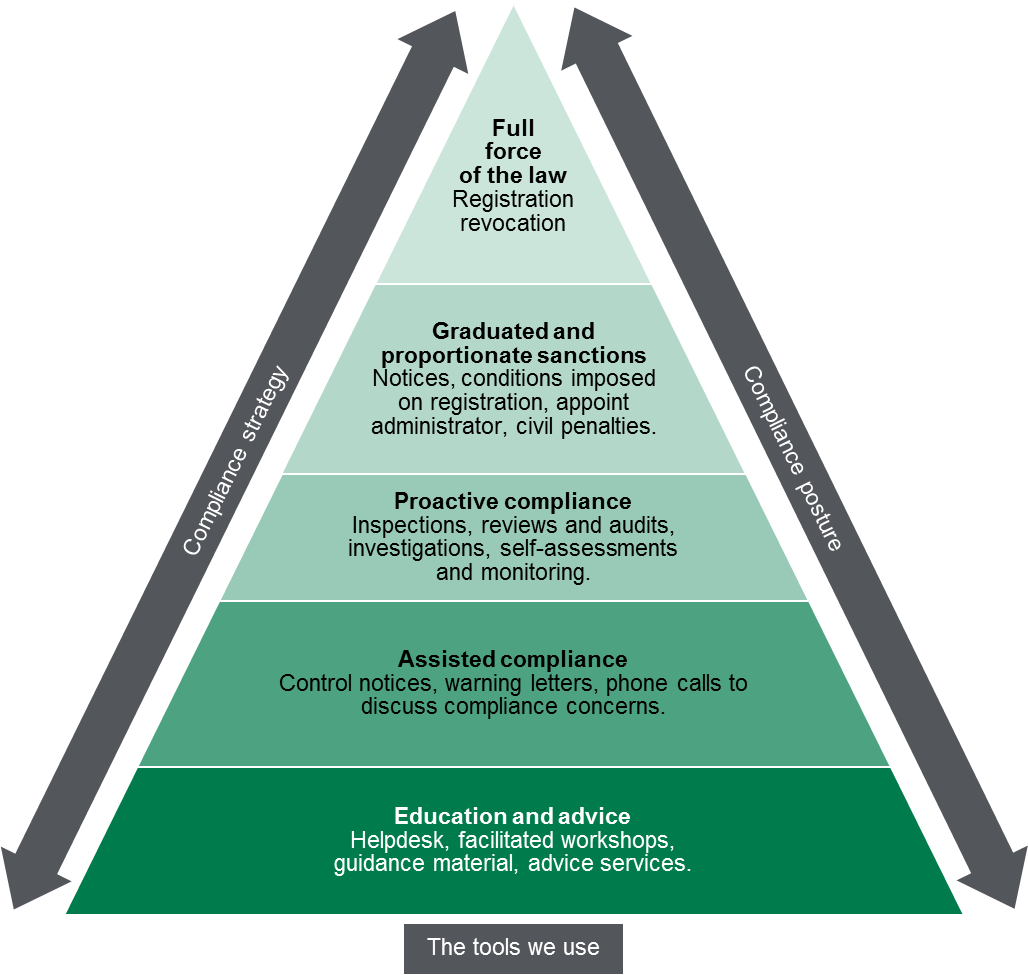 Full
force
of the law
Registration
revocation
Graduated and
proportionate sanctions
Notices, conditions imposed
on registration, appoint
administrator, civil penalties.
Compliance strategy
Compliance posture
Proactive compliance
Inspections, reviews and audits,
investigations, self-assessments
and monitoring.
Assisted compliance
Control notices, warning letters, phone calls to
discuss compliance concerns.
Education and advice
Helpdesk, facilitated workshops,
guidance material, advice services.
The tools we use